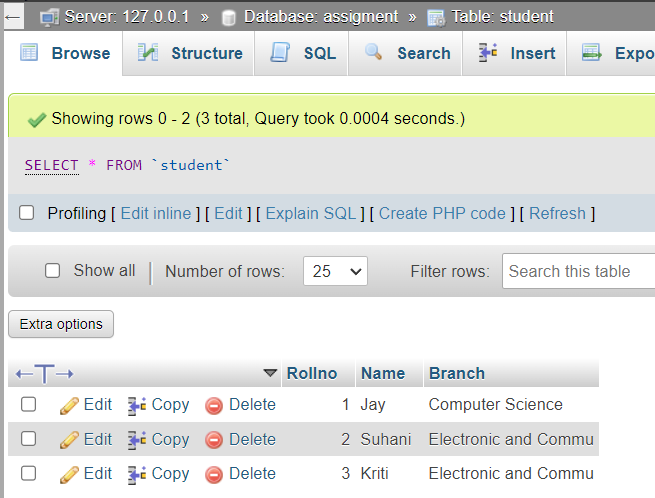 Server: 127.0.0.1 » Database: assigment » Table: student
Browse Structure SQL Search Insert Expo
Showing rows 0 - 2 (3 total, Query took 0.0004 seconds.)
SELECT * FROM `student`
Profiling [ Edit inline ] [ Edit ] [ Explain SQL ] [ Create PHP code ] [ Refresh ]
Show all | Number of rows: 25 Filter rows: Search this table
Extra options
←T→ Rollno Name Branch
Edit Copy Delete 1 Jay Computer Science
Edit Copy Delete 2 Suhani Electronic and Commu
Edit Copy Delete 3 Kriti Electronic and Commu